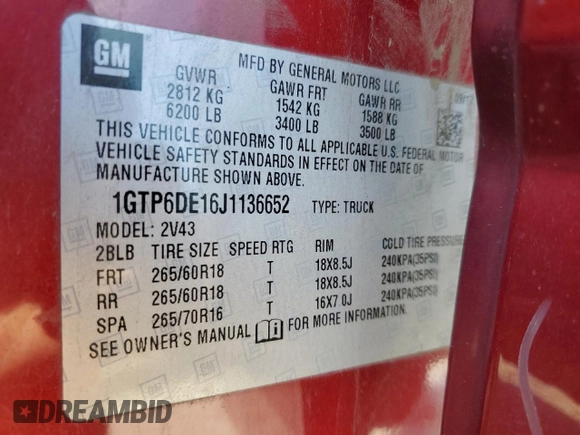 GM
MFD BY GENERAL MOTORS LLC
GVWR GAWR FRT GAWR RR
2812 KG 1542 KG 1588 KG
6200 LB 3400 LB 3500 LB
THIS VEHICLE CONFORMS TO ALL APPLICABLE U.S. FEDERAL MOTOR
VEHICLE SAFETY STANDARDS IN EFFECT ON THE DATE OF
MANUFACTURE SHOWN ABOVE.
1GTP6DE16J1136652 TYPE: TRUCK
MODEL: 2V43
2BLB TIRE SIZE SPEED RTG RIM COLD TIRE PRESSURE
FRT 265/60R18 T 18X8.5J 240KPA(35PSI)
RR 265/60R18 T 18X8.5J 240KPA(35PSI)
SPA 265/70R16 T 16X7.0J 240KPA(35PSI)
SEE OWNER'S MANUAL FOR MORE INFORMATION.
DREAMBID
DREAMBID.COM